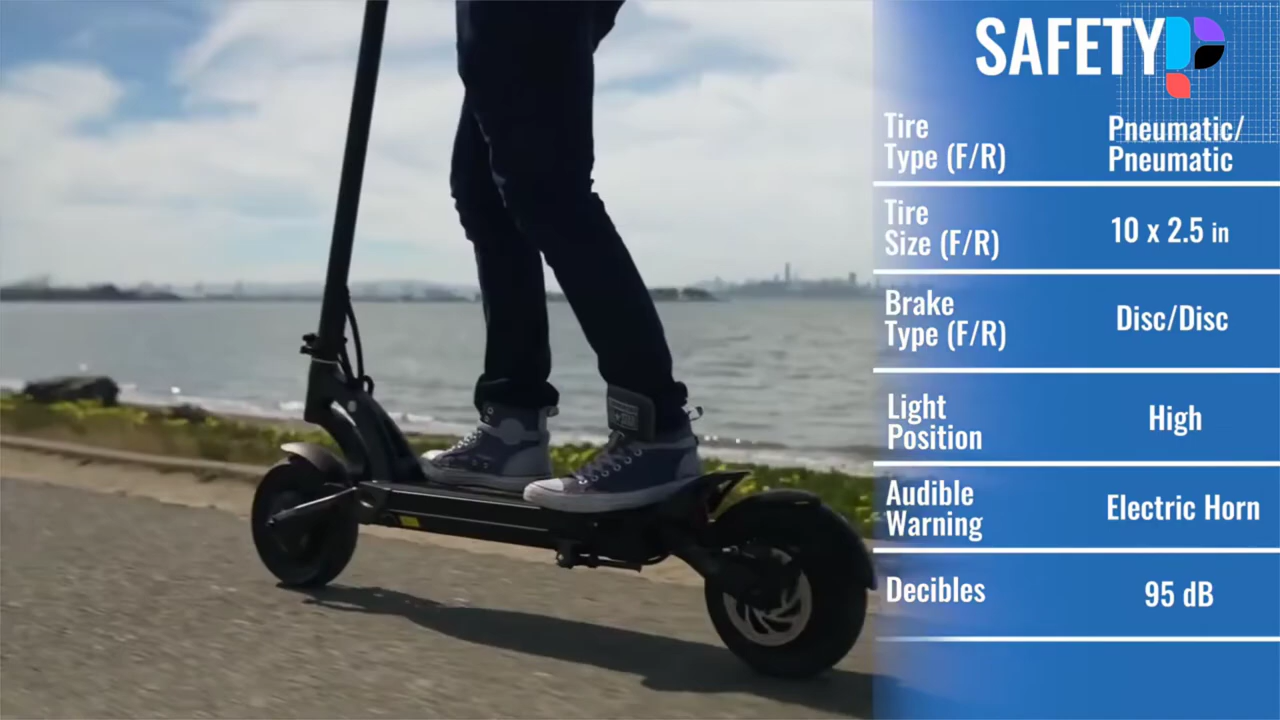 SAFETY
Tire
Type (F/R)
Pneumatic/
Pneumatic
Tire
Size (F/R)
10 x 2.5 in
Brake
Type (F/R)
Disc/Disc
Light
Position
High
Audible
Warning
Electric Horn
Decibles
95 dB